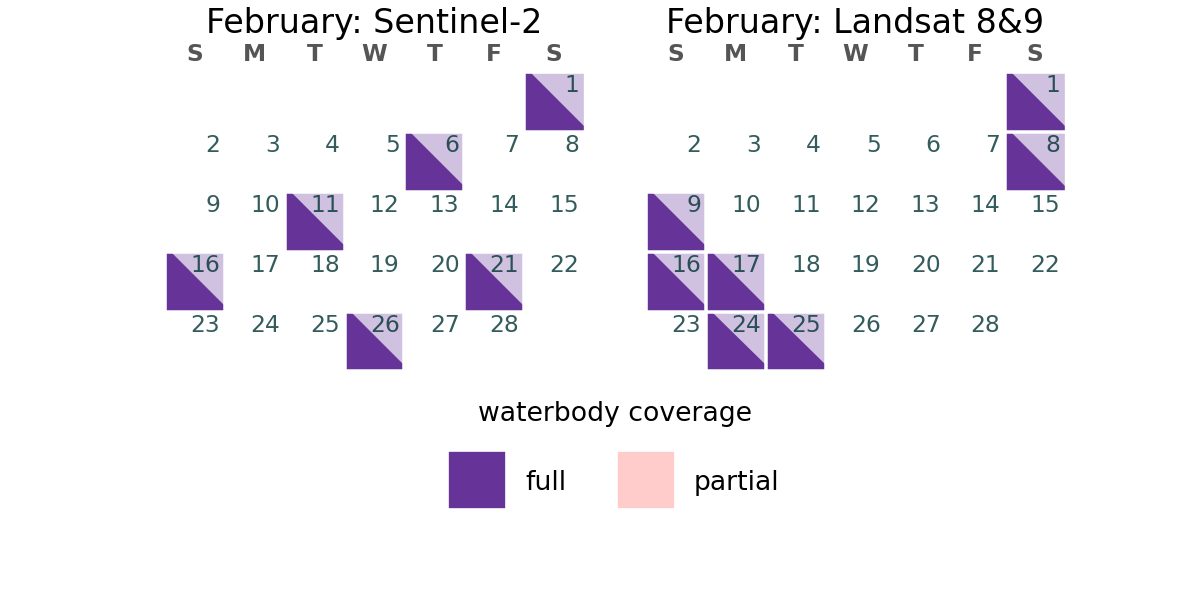 February: Sentinel-2
S M T W T F S
1
2 3 4 5 6 7 8
9 10 11 12 13 14 15
16 17 18 19 20 21 22
23 24 25 26 27 28
February: Landsat 8&9
S M T W T F S
1
2 3 4 5 6 7 8
9 10 11 12 13 14 15
16 17 18 19 20 21 22
23 24 25 26 27 28
waterbody coverage
full
partial